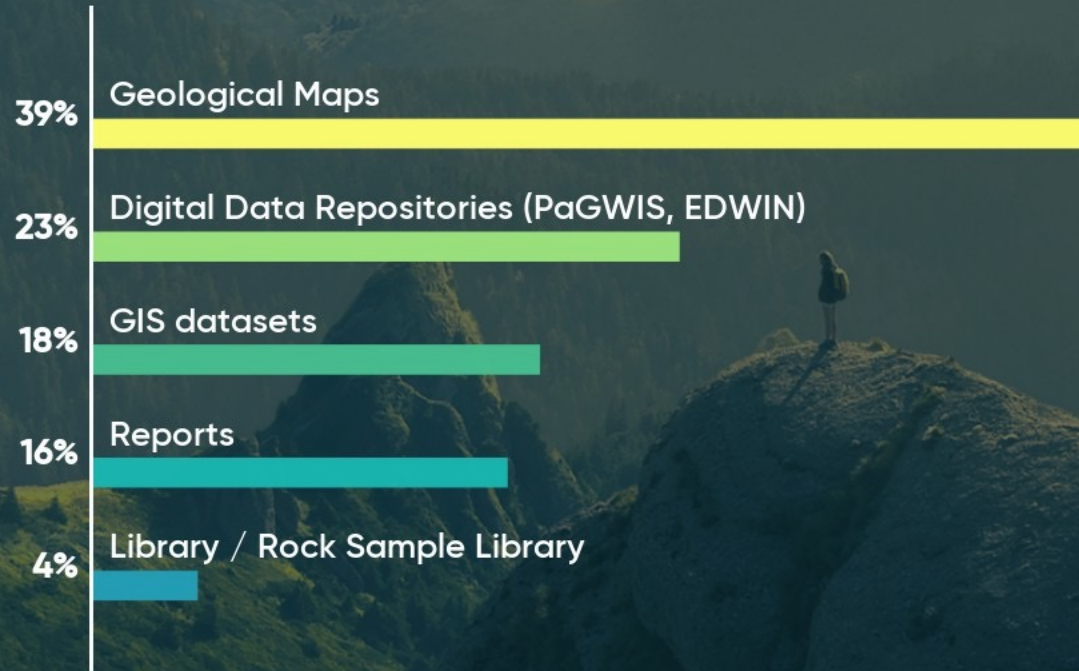 39%
Geological Maps
23%
Digital Data Repositories (PaGWIS, EDWIN)
18%
GIS datasets
16%
Reports
4%
Library / Rock Sample Library